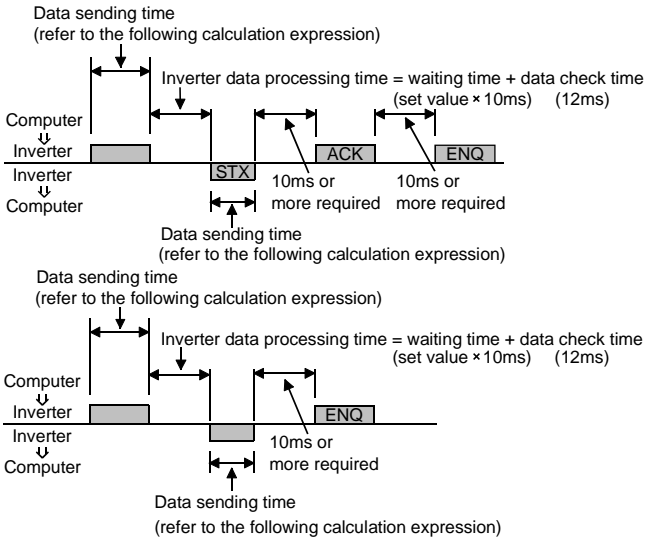 Data sending time
(refer to the following calculation expression)
Inverter data processing time = waiting time + data check time
(set value × 10ms) (12ms)
Computer
⇓
Inverter
ACK
ENQ
Inverter
⇓
Computer
STX
10ms or
more required
10ms or
more required
Data sending time
(refer to the following calculation expression)
Data sending time
(refer to the following calculation expression)
Inverter data processing time = waiting time + data check time
(set value × 10ms) (12ms)
Computer
⇓
Inverter
ENQ
Inverter
⇓
Computer
10ms or
more required
Data sending time
(refer to the following calculation expression)